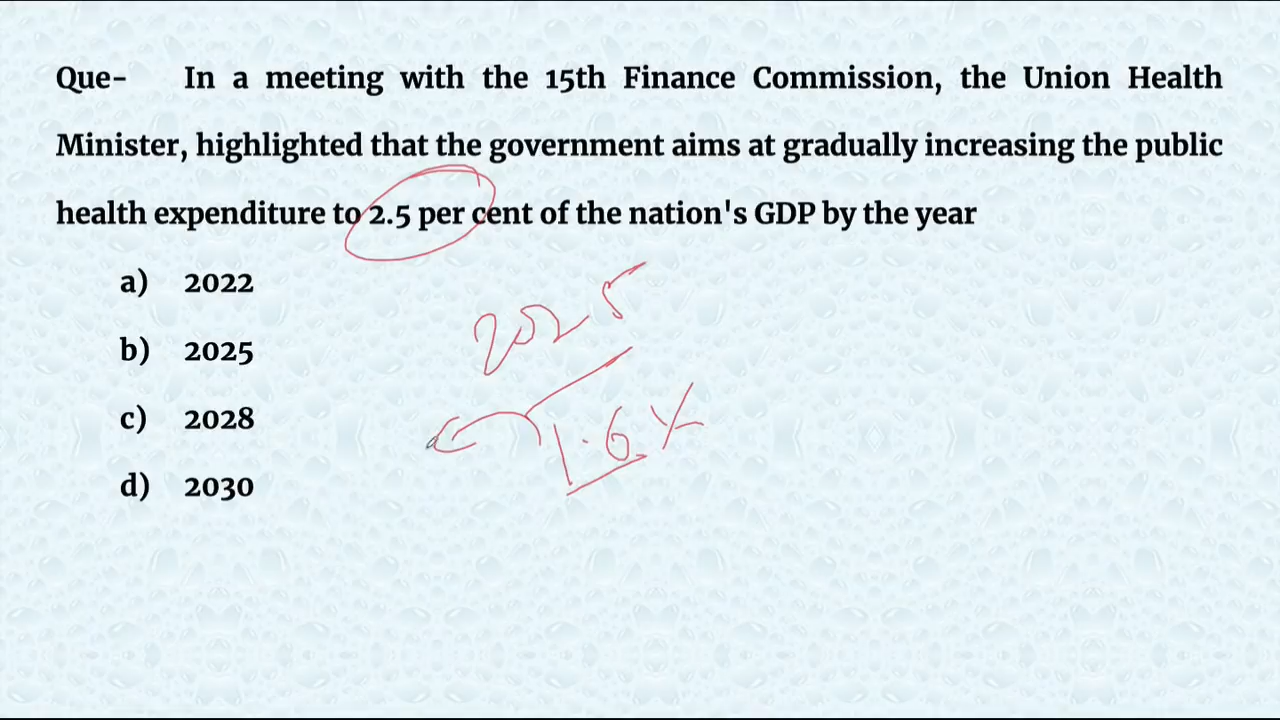 Que- In a meeting with the 15th Finance Commission, the Union Health
Minister, highlighted that the government aims at gradually increasing the public
health expenditure to 2.5 per cent of the nation's GDP by the year
a) 2022
2025
b) 2025
1.6%
c) 2028
d) 2030